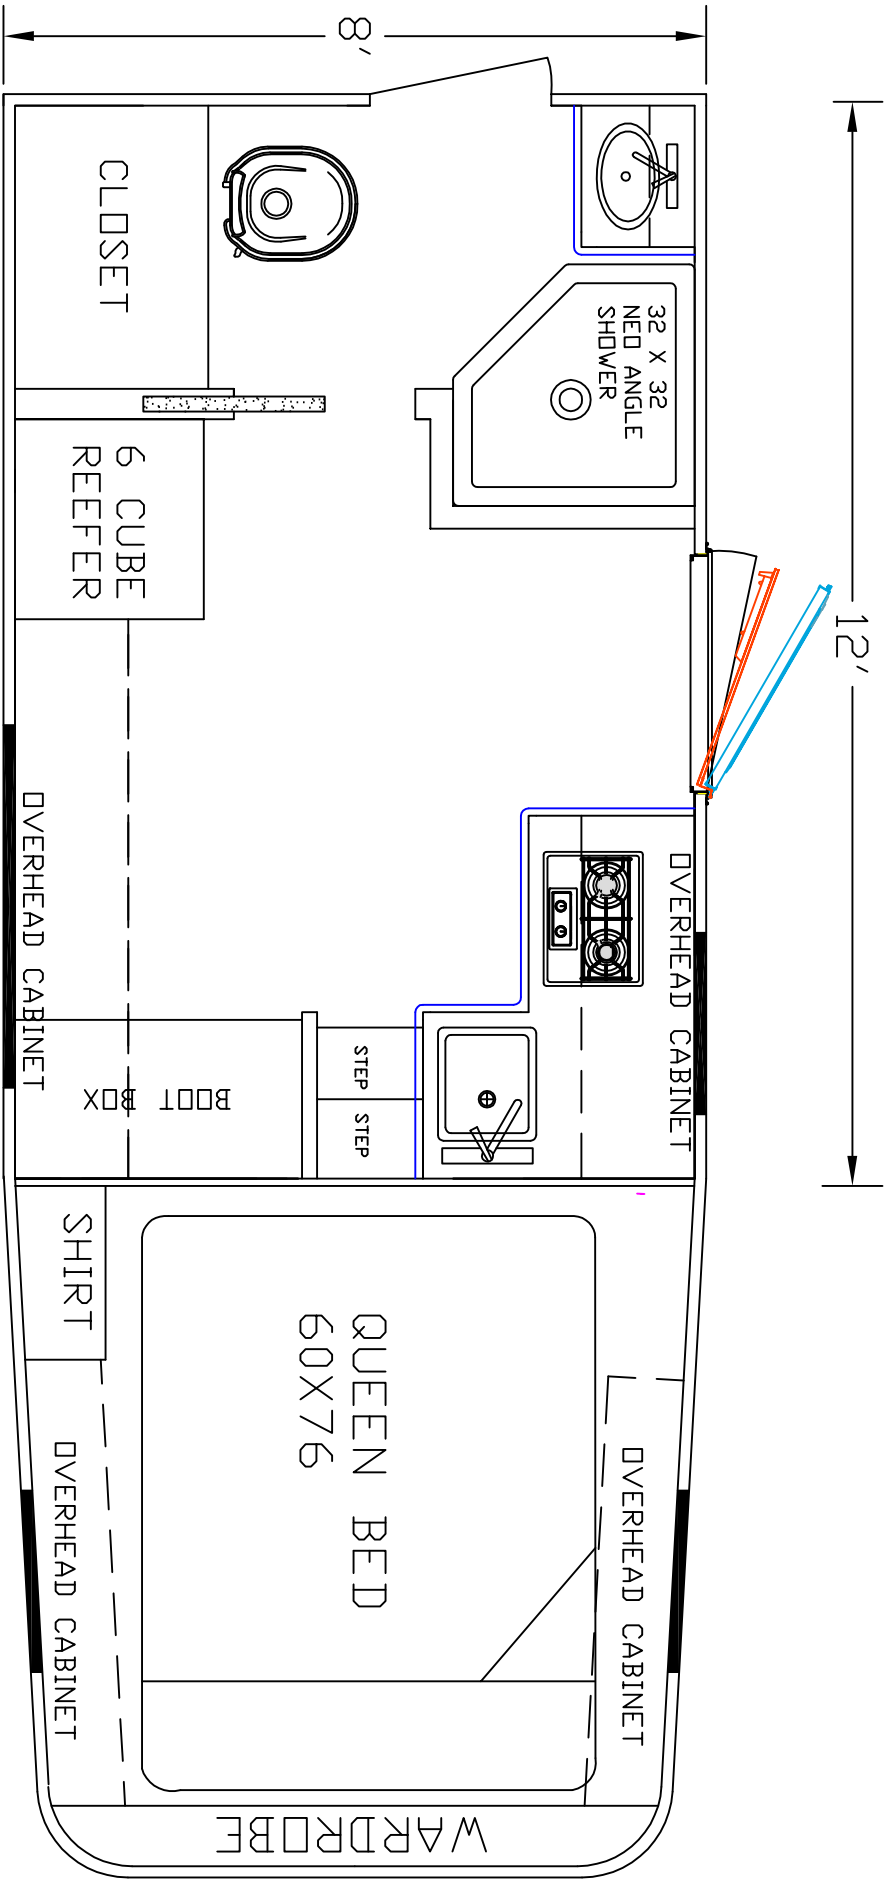 8'
12'
CLOSET
32 X 32
NEO ANGLE
SHOWER
6 CUBE
REEFER
OVERHEAD CABINET
OVERHEAD CABINET
BOOT BOX
STEP
STEP
SHIRT
QUEEN BED
60X76
OVERHEAD CABINET
OVERHEAD CABINET
WARDROBE